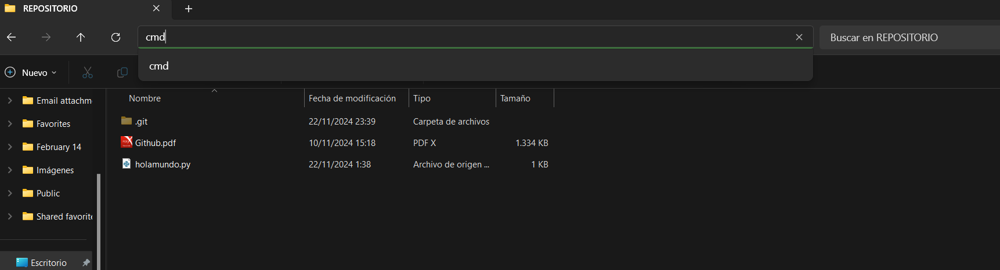 REPOSITORIO
cmd
Buscar en REPOSITORIO
cmd
Nuevo
Nombre Fecha de modificación Tipo Tamaño
.git 22/11/2024 23:39 Carpeta de archivos
Github.pdf 10/11/2024 15:18 PDF X 1.334 KB
holamundo.py 22/11/2024 1:38 Archivo de origen ... 1 KB
Email attachm
Favorites
February 14
Imágenes
Public
Shared favorite
Escritorio